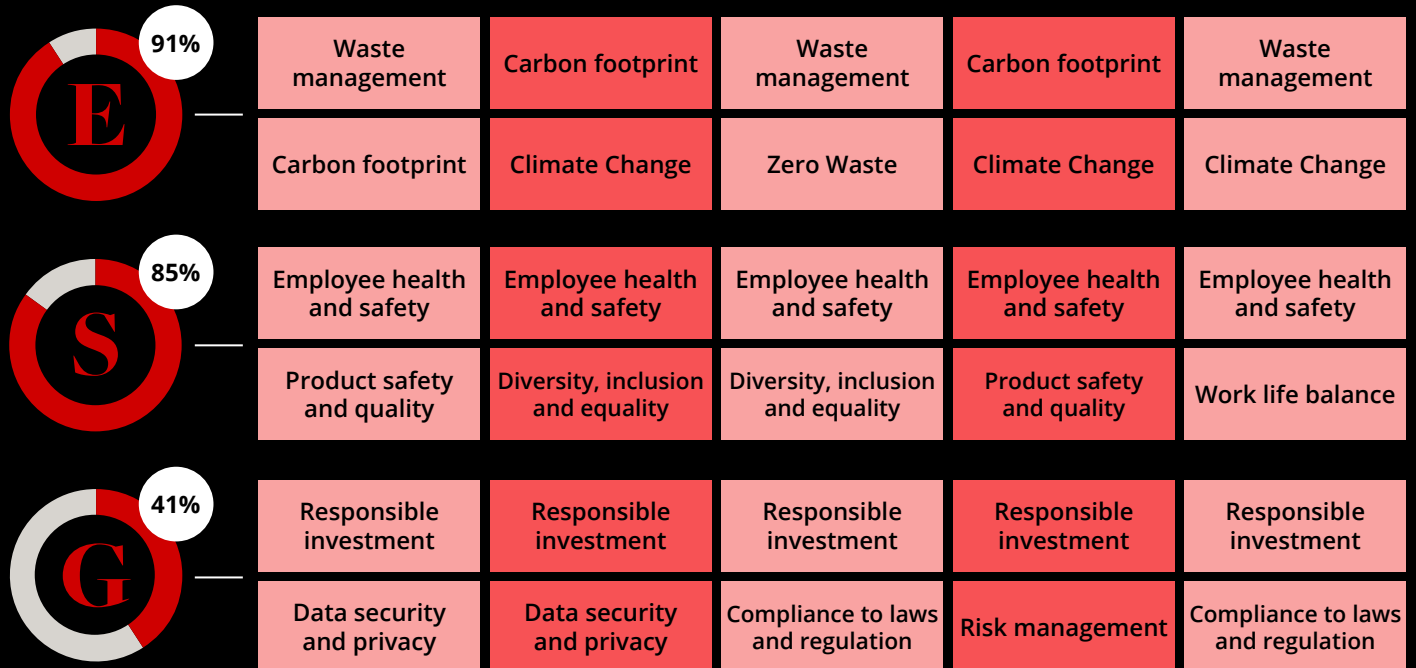 91%
E
Waste
management
Carbon footprint
Waste
management
Carbon footprint
Waste
management
Carbon footprint
Climate Change
Zero Waste
Climate Change
Climate Change
85%
S
Employee health
and safety
Employee health
and safety
Employee health
and safety
Employee health
and safety
Employee health
and safety
Product safety
and quality
Diversity, inclusion
and equality
Diversity, inclusion
and equality
Product safety
and quality
Work life balance
41%
G
Responsible
investment
Responsible
investment
Responsible
investment
Responsible
investment
Responsible
investment
Data security
and privacy
Data security
and privacy
Compliance to laws
and regulation
Risk management
Compliance to laws
and regulation